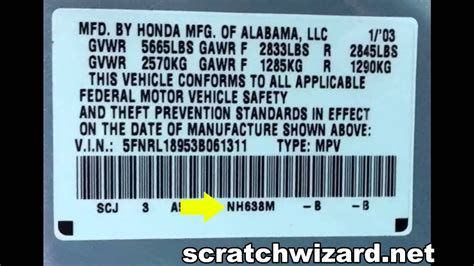 MFD. BY HONDA MFG. OF ALABAMA, LLC 1/'03
GVWR 5665LBS GAWR F 2833LBS R 2845LBS
GVWR 2570KG GAWR F 1285KG R 1290KG
THIS VEHICLE CONFORMS TO ALL APPLICABLE
FEDERAL MOTOR VEHICLE SAFETY
AND THEFT PREVENTION STANDARDS IN EFFECT
ON THE DATE OF MANUFACTURE SHOWN ABOVE:
V.I.N.: 5FNRL18953B061311 TYPE: MPV
SCJ 3 NH638M -B -B
scratchwizard.net